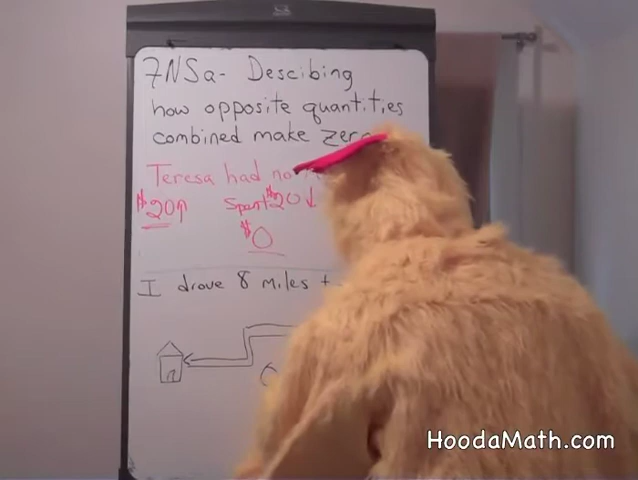 7NSa- Descibing
how opposite quantities
combined make
Teresa had no
$20↑ Spent $20↓
$0
I drove 8 miles
HoodaMath.com